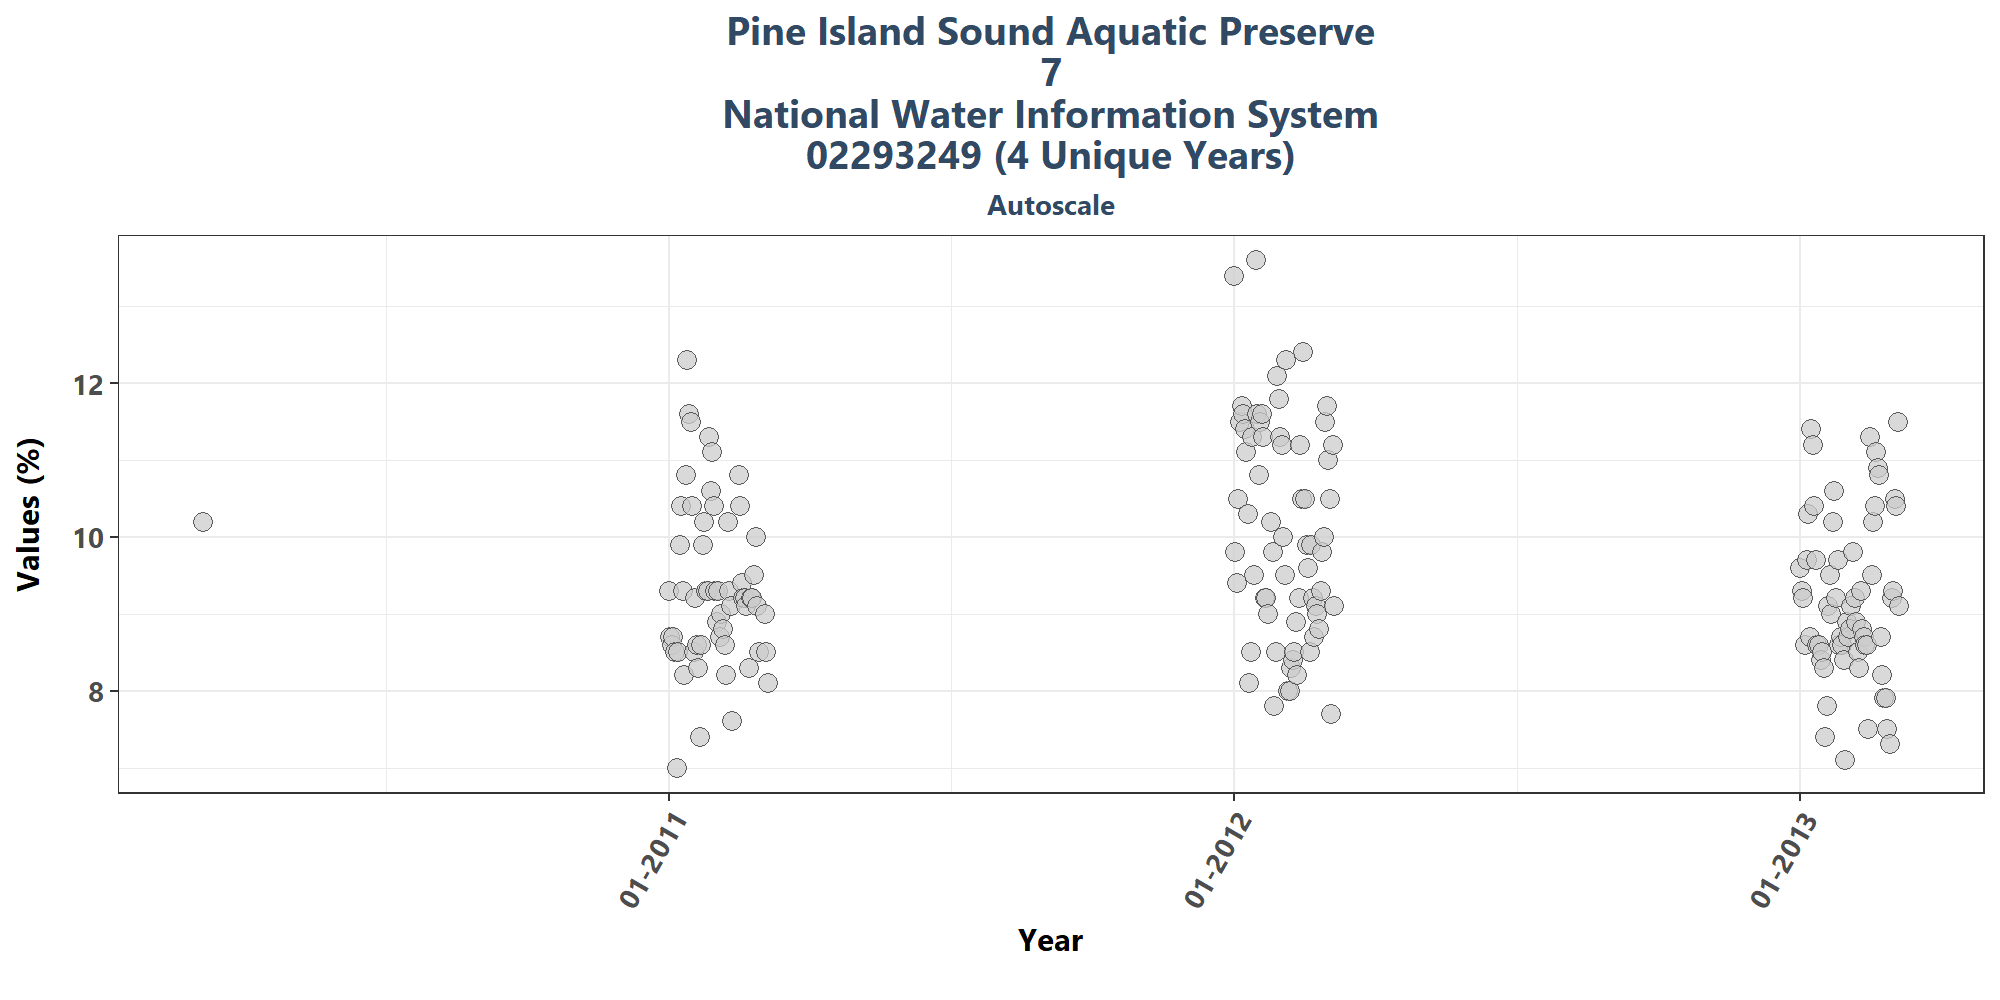 Pine Island Sound Aquatic Preserve
7
National Water Information System
02293249 (4 Unique Years)
Autoscale
Values (%)
12
10
8
01-2011
01-2012
01-2013
Year